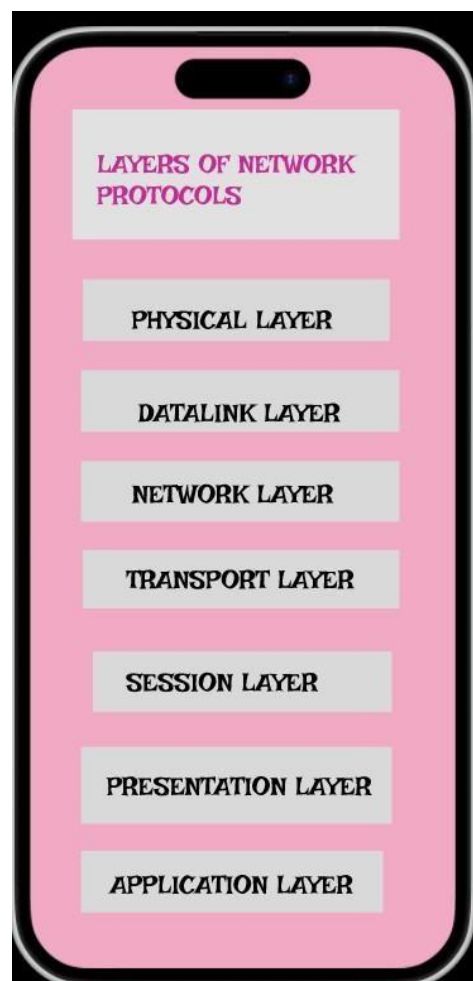 LAYERS OF NETWORK
PROTOCOLS
PHYSICAL LAYER
DATALINK LAYER
NETWORK LAYER
TRANSPORT LAYER
SESSION LAYER
PRESENTATION LAYER
APPLICATION LAYER